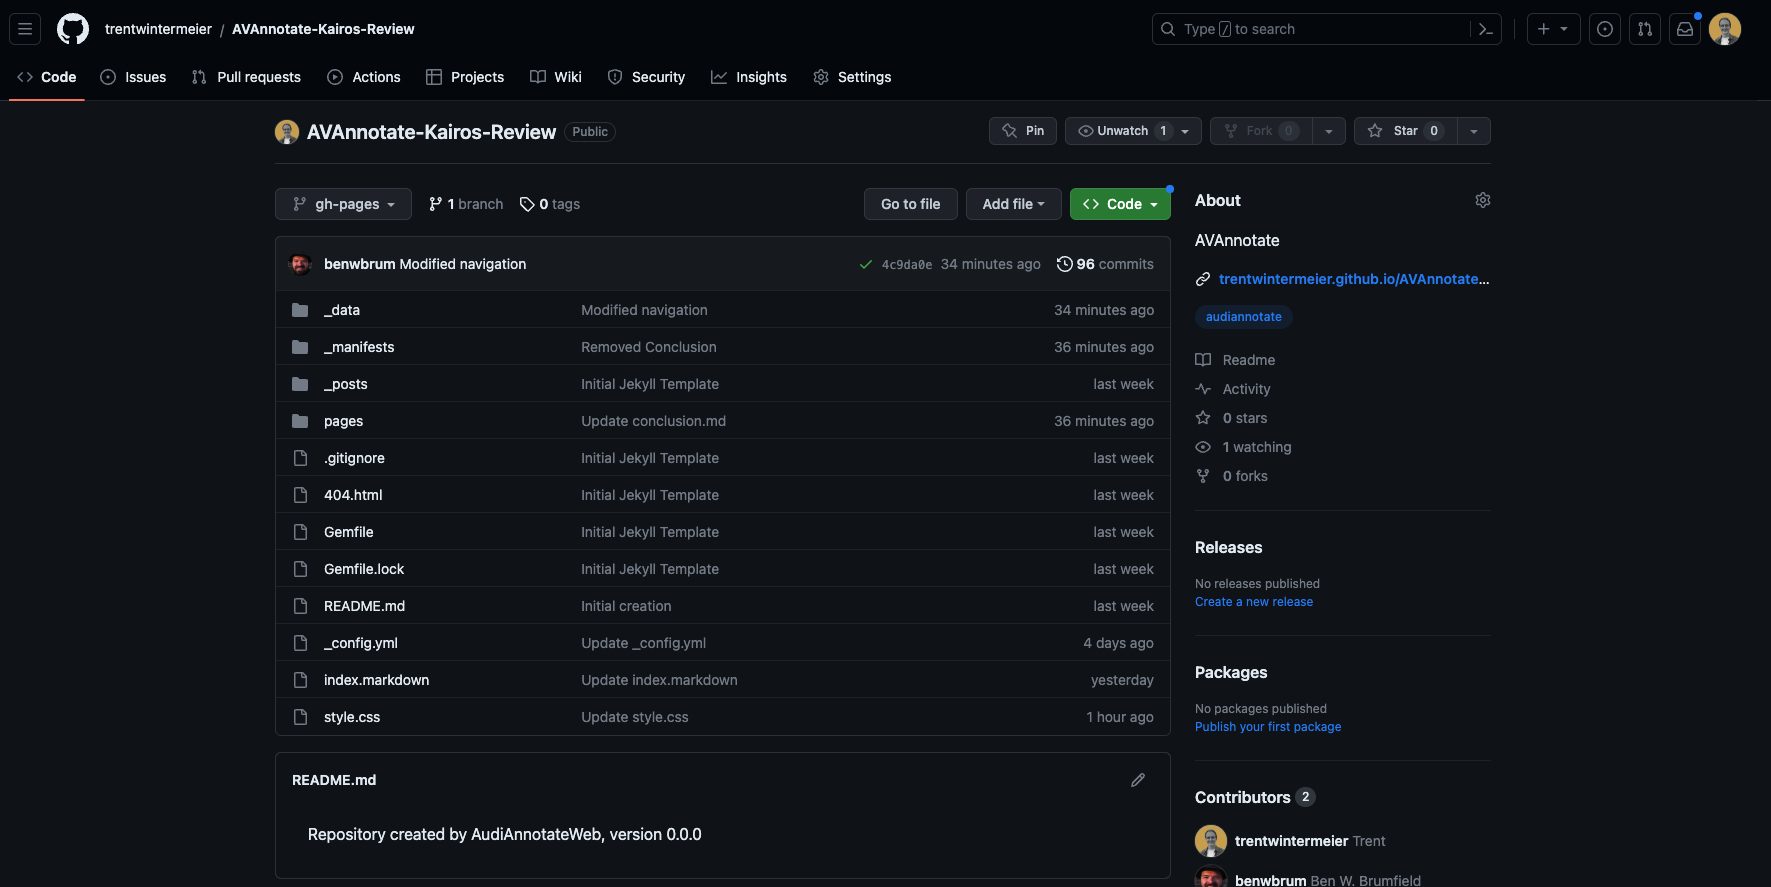 trentwintermeier / AVAnnotate-Kairos-Review
Type / to search
Code Issues Pull requests Actions Projects Wiki Security Insights Settings
AVAnnotate-Kairos-Review Public
Pin Unwatch 1 Fork 0 Star 0
gh-pages 1 branch 0 tags Go to file Add file Code
benwbrum Modified navigation 4c9da0e 34 minutes ago 96 commits
_data Modified navigation 34 minutes ago
_manifests Removed Conclusion 36 minutes ago
_posts Initial Jekyll Template last week
pages Update conclusion.md 36 minutes ago
.gitignore Initial Jekyll Template last week
404.html Initial Jekyll Template last week
Gemfile Initial Jekyll Template last week
Gemfile.lock Initial Jekyll Template last week
README.md Initial creation last week
_config.yml Update _config.yml 4 days ago
index.markdown Update index.markdown yesterday
style.css Update style.css 1 hour ago
README.md
Repository created by AudiAnnotateWeb, version 0.0.0
About
AVAnnotate
trentwintermeier.github.io/AVAnnotate...
audiannotate
Readme
Activity
0 stars
1 watching
0 forks
Releases
No releases published
Create a new release
Packages
No packages published
Publish your first package
Contributors 2
trentwintermeier Trent
benwbrum Ben W. Brumfield